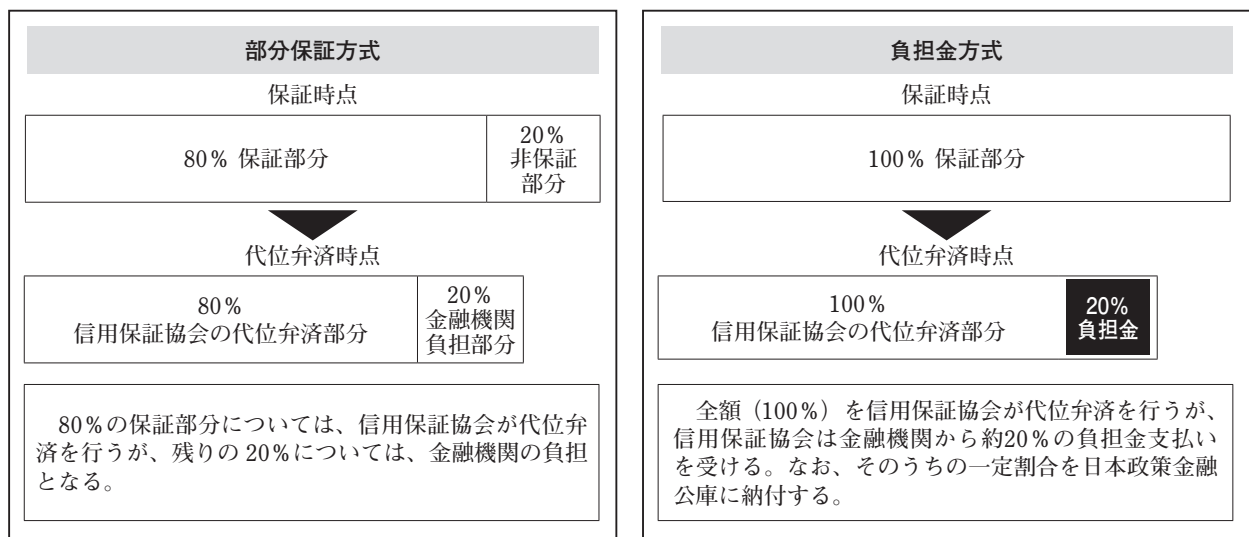 部分保証方式
保証時点
80% 保証部分
20%
非保証
部分
代位弁済時点
80%
信用保証協会の代位弁済部分
20%
金融機関
負担部分
80%の保証部分については、信用保証協会が代位弁
済を行うが、残りの 20%については、金融機関の負担
となる。
負担金方式
保証時点
100% 保証部分
代位弁済時点
100%
信用保証協会の代位弁済部分
20%
負担金
全額（100%）を信用保証協会が代位弁済を行うが、
信用保証協会は金融機関から約20%の負担金支払い
を受ける。なお、そのうちの一定割合を日本政策金融
公庫に納付する。